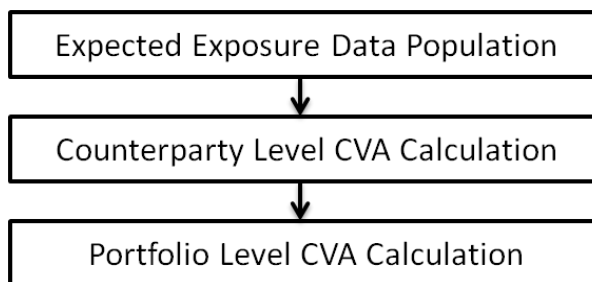 Expected Exposure Data Population
Counterparty Level CVA Calculation
Portfolio Level CVA Calculation